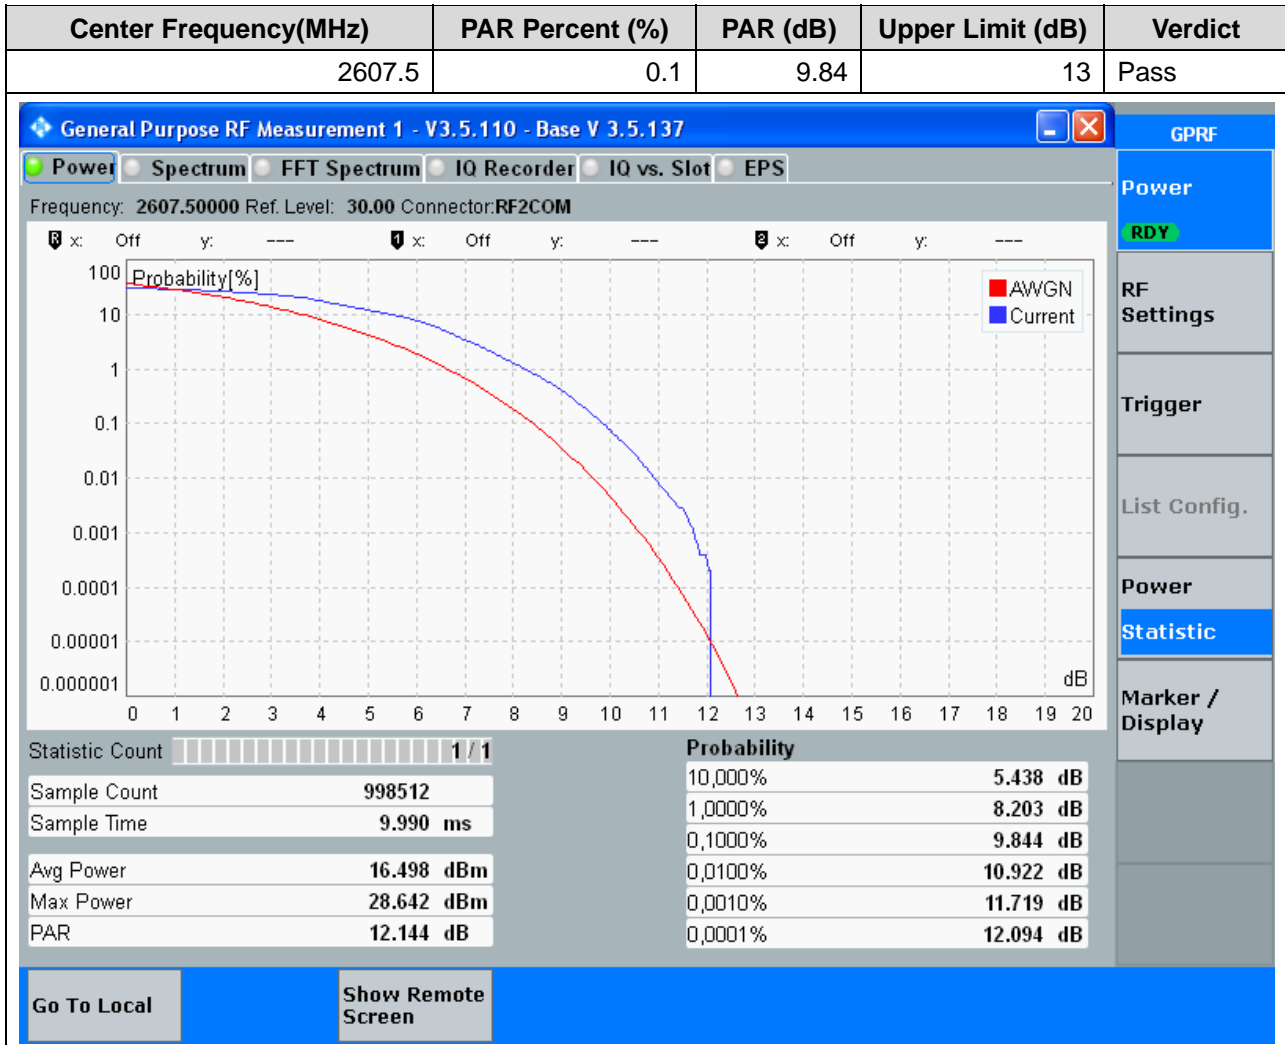 Center Frequency(MHz) PAR Percent (%) PAR (dB) Upper Limit (dB) Verdict
2607.5 0.1 9.84 13 Pass
General Purpose RF Measurement 1 - V3.5.110 - Base V 3.5.137
GPRF
Power Spectrum FFT Spectrum IQ Recorder IQ vs. Slot EPS
Frequency: 2607.50000 Ref. Level: 30.00 Connector:RF2COM
R x: Off y: --- 1 x: Off y: --- 2 x: Off y: ---
Probability[%]
AWGN
Current
100
10
1
0.1
0.01
0.001
0.0001
0.00001
0.000001
dB
0 1 2 3 4 5 6 7 8 9 10 11 12 13 14 15 16 17 18 19 20
Power
RDY
RF
Settings
Trigger
List Config.
Power
Statistic
Marker /
Display
Statistic Count 1 / 1
Sample Count 998512
Sample Time 9.990 ms
Avg Power 16.498 dBm
Max Power 28.642 dBm
PAR 12.144 dB
Probability
10,000% 5.438 dB
1,0000% 8.203 dB
0,1000% 9.844 dB
0,0100% 10.922 dB
0,0010% 11.719 dB
0,0001% 12.094 dB
Go To Local
Show Remote
Screen